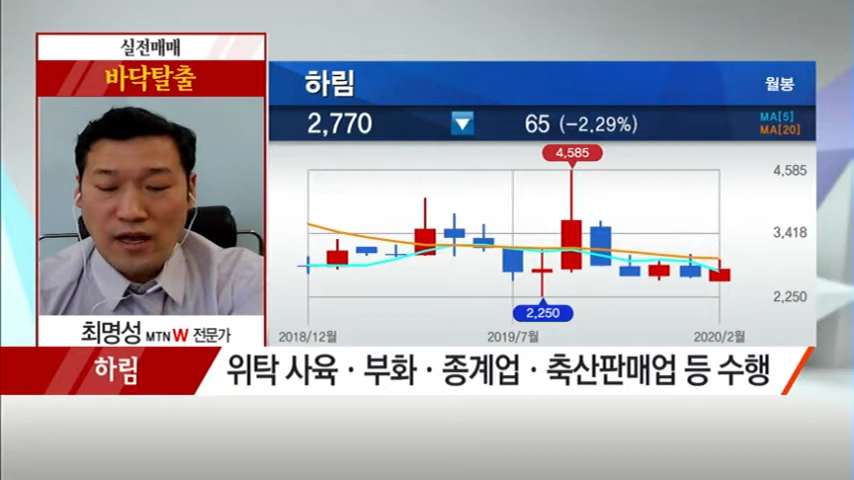 실전매매
바닥탈출
하림
월봉
2,770 ▼ 65 (-2.29%)
MA[5]
MA[20]
4,585
4,585
3,418
2,250
2,250
2018/12월
2019/7월
2020/2월
최명성 MTN W 전문가
하림
위탁 사육 · 부화 · 종계업 · 축산판매업 등 수행